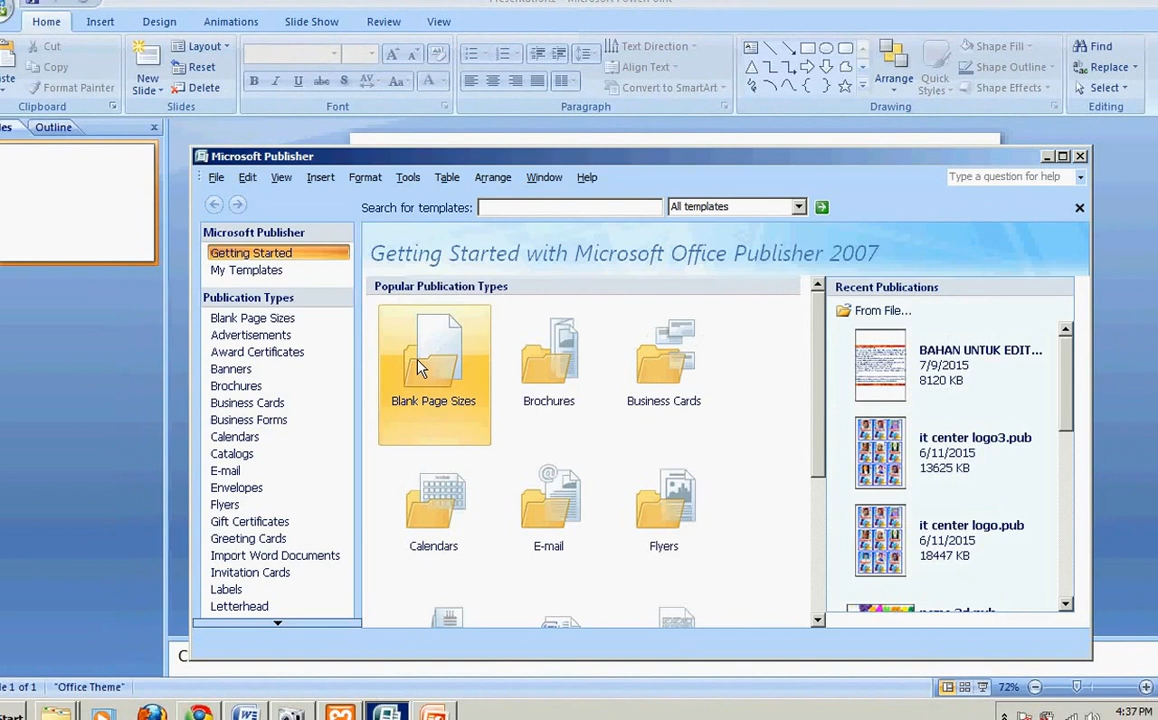 Home Insert Design Animations Slide Show Review View
Cut
Copy
Format Painter
Clipboard
New
Slide
Layout
Reset
Delete
Slides
Font
Text Direction
Align Text
Convert to SmartArt
Paragraph
Arrange
Quick
Styles
Shape Fill
Shape Outline
Shape Effects
Drawing
Find
Replace
Select
Editing
Outline
Microsoft Publisher
File Edit View Insert Format Tools Table Arrange Window Help
Type a question for help
Search for templates:
All templates
Microsoft Publisher
Getting Started
My Templates
Publication Types
Blank Page Sizes
Advertisements
Award Certificates
Banners
Brochures
Business Cards
Business Forms
Calendars
Catalogs
E-mail
Envelopes
Flyers
Gift Certificates
Greeting Cards
Import Word Documents
Invitation Cards
Labels
Letterhead
Getting Started with Microsoft Office Publisher 2007
Popular Publication Types
Blank Page Sizes
Brochures
Business Cards
Calendars
E-mail
Flyers
Recent Publications
From File...
BAHAN UNTUK EDIT...
7/9/2015
8120 KB
it center logo3.pub
6/11/2015
13625 KB
it center logo.pub
6/11/2015
18447 KB
C
1 of 1
"Office Theme"
72%
4:37 PM